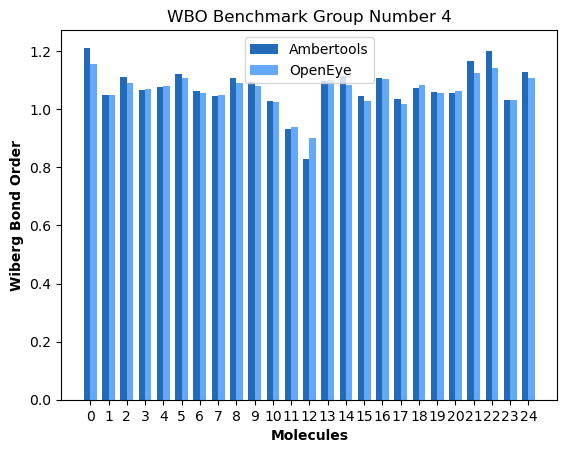 WBO Benchmark Group Number 4
Ambertools
OpenEye
Wiberg Bond Order
1.2
1.0
0.8
0.6
0.4
0.2
0.0
0 1 2 3 4 5 6 7 8 9 10 11 12 13 14 15 16 17 18 19 20 21 22 23 24
Molecules